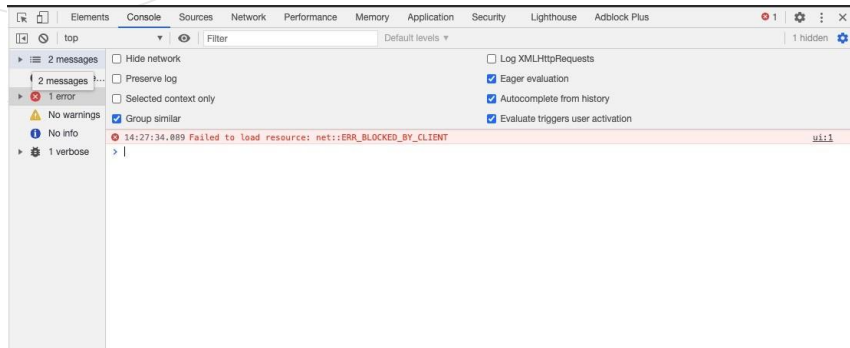 Elements Console Sources Network Performance Memory Application Security Lighthouse Adblock Plus 1
top Filter Default levels 1 hidden
2 messages Hide network Log XMLHttpRequests
2 messages Preserve log Eager evaluation
1 error Selected context only Autocomplete from history
No warnings Group similar Evaluate triggers user activation
No info 14:27:34.089 Failed to load resource: net::ERR_BLOCKED_BY_CLIENT ui:1
1 verbose >